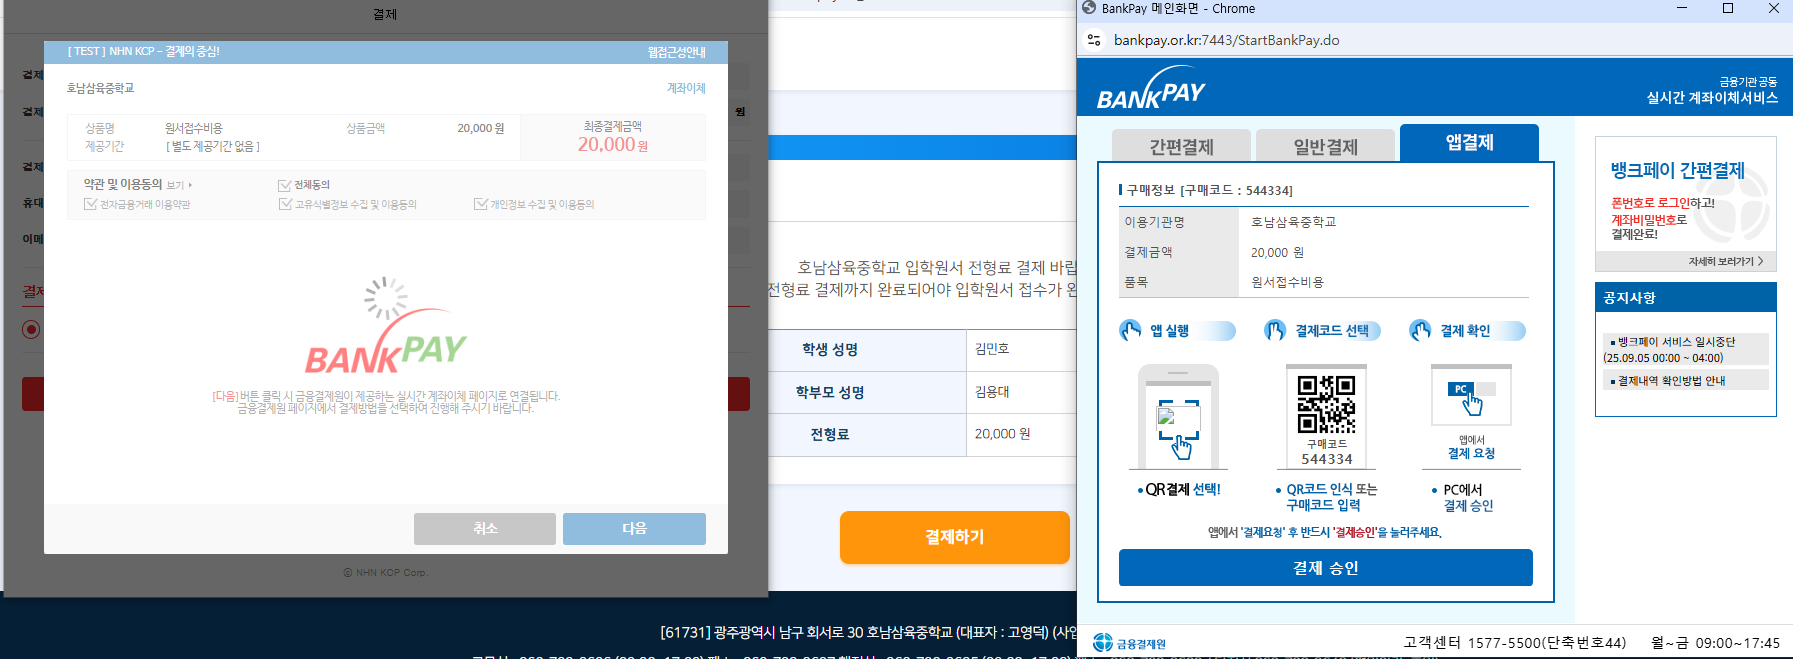 결제
[ TEST ] NHN KCP - 결제의 중심!
웹접근성안내
호남삼육중학교
계좌이체
상품명
원서접수비용
상품금액
20,000 원
제공기간
[ 별도 제공기간 없음 ]
최종결제금액
20,000 원
약관 및 이용동의 보기
전체동의
전자금융거래 이용약관
고유식별정보 수집 및 이용동의
개인정보 수집 및 이용동의
BANKPAY
[다음] 버튼 클릭 시 금융결제원이 제공하는 실시간 계좌이체 페이지로 연결됩니다.
금융결제원 페이지에서 결제방법을 선택하여 진행해 주시기 바랍니다.
취소
다음
ⓒ NHN KCP Corp.
결제
결제
원
결제
휴대
이메
결제
호남삼육중학교 입학원서 전형료 결제 바랍
전형료 결제까지 완료되어야 입학원서 접수가 완
학생 성명
김민호
학부모 성명
김용대
전형료
20,000 원
결제하기
[61731] 광주광역시 남구 회서로 30 호남삼육중학교 (대표자 : 고영덕) (사업
BankPay 메인화면 - Chrome
bankpay.or.kr:7443/StartBankPay.do
BANKPAY
금융기관 공동
실시간 계좌이체서비스
간편결제
일반결제
앱결제
구매정보 [구매코드 : 544334]
이용기관명
호남삼육중학교
결제금액
20,000 원
품목
원서접수비용
앱 실행
결제코드 선택
결제 확인
구매코드
544334
PC
앱에서
결제 요청
•QR결제 선택!
• QR코드 인식 또는
구매코드 입력
• PC에서
결제 승인
앱에서 '결제요청' 후 반드시 '결제승인'을 눌러주세요.
결제 승인
뱅크페이 간편결제
폰번호로 로그인하고!
계좌비밀번호로
결제완료!
자세히 보러가기 >
공지사항
▪ 뱅크페이 서비스 일시중단
(25.09.05 00:00 ~ 04:00)
▪ 결제내역 확인방법 안내
금융결제원
고객센터 1577-5500(단축번호44)
월~금 09:00~17:45